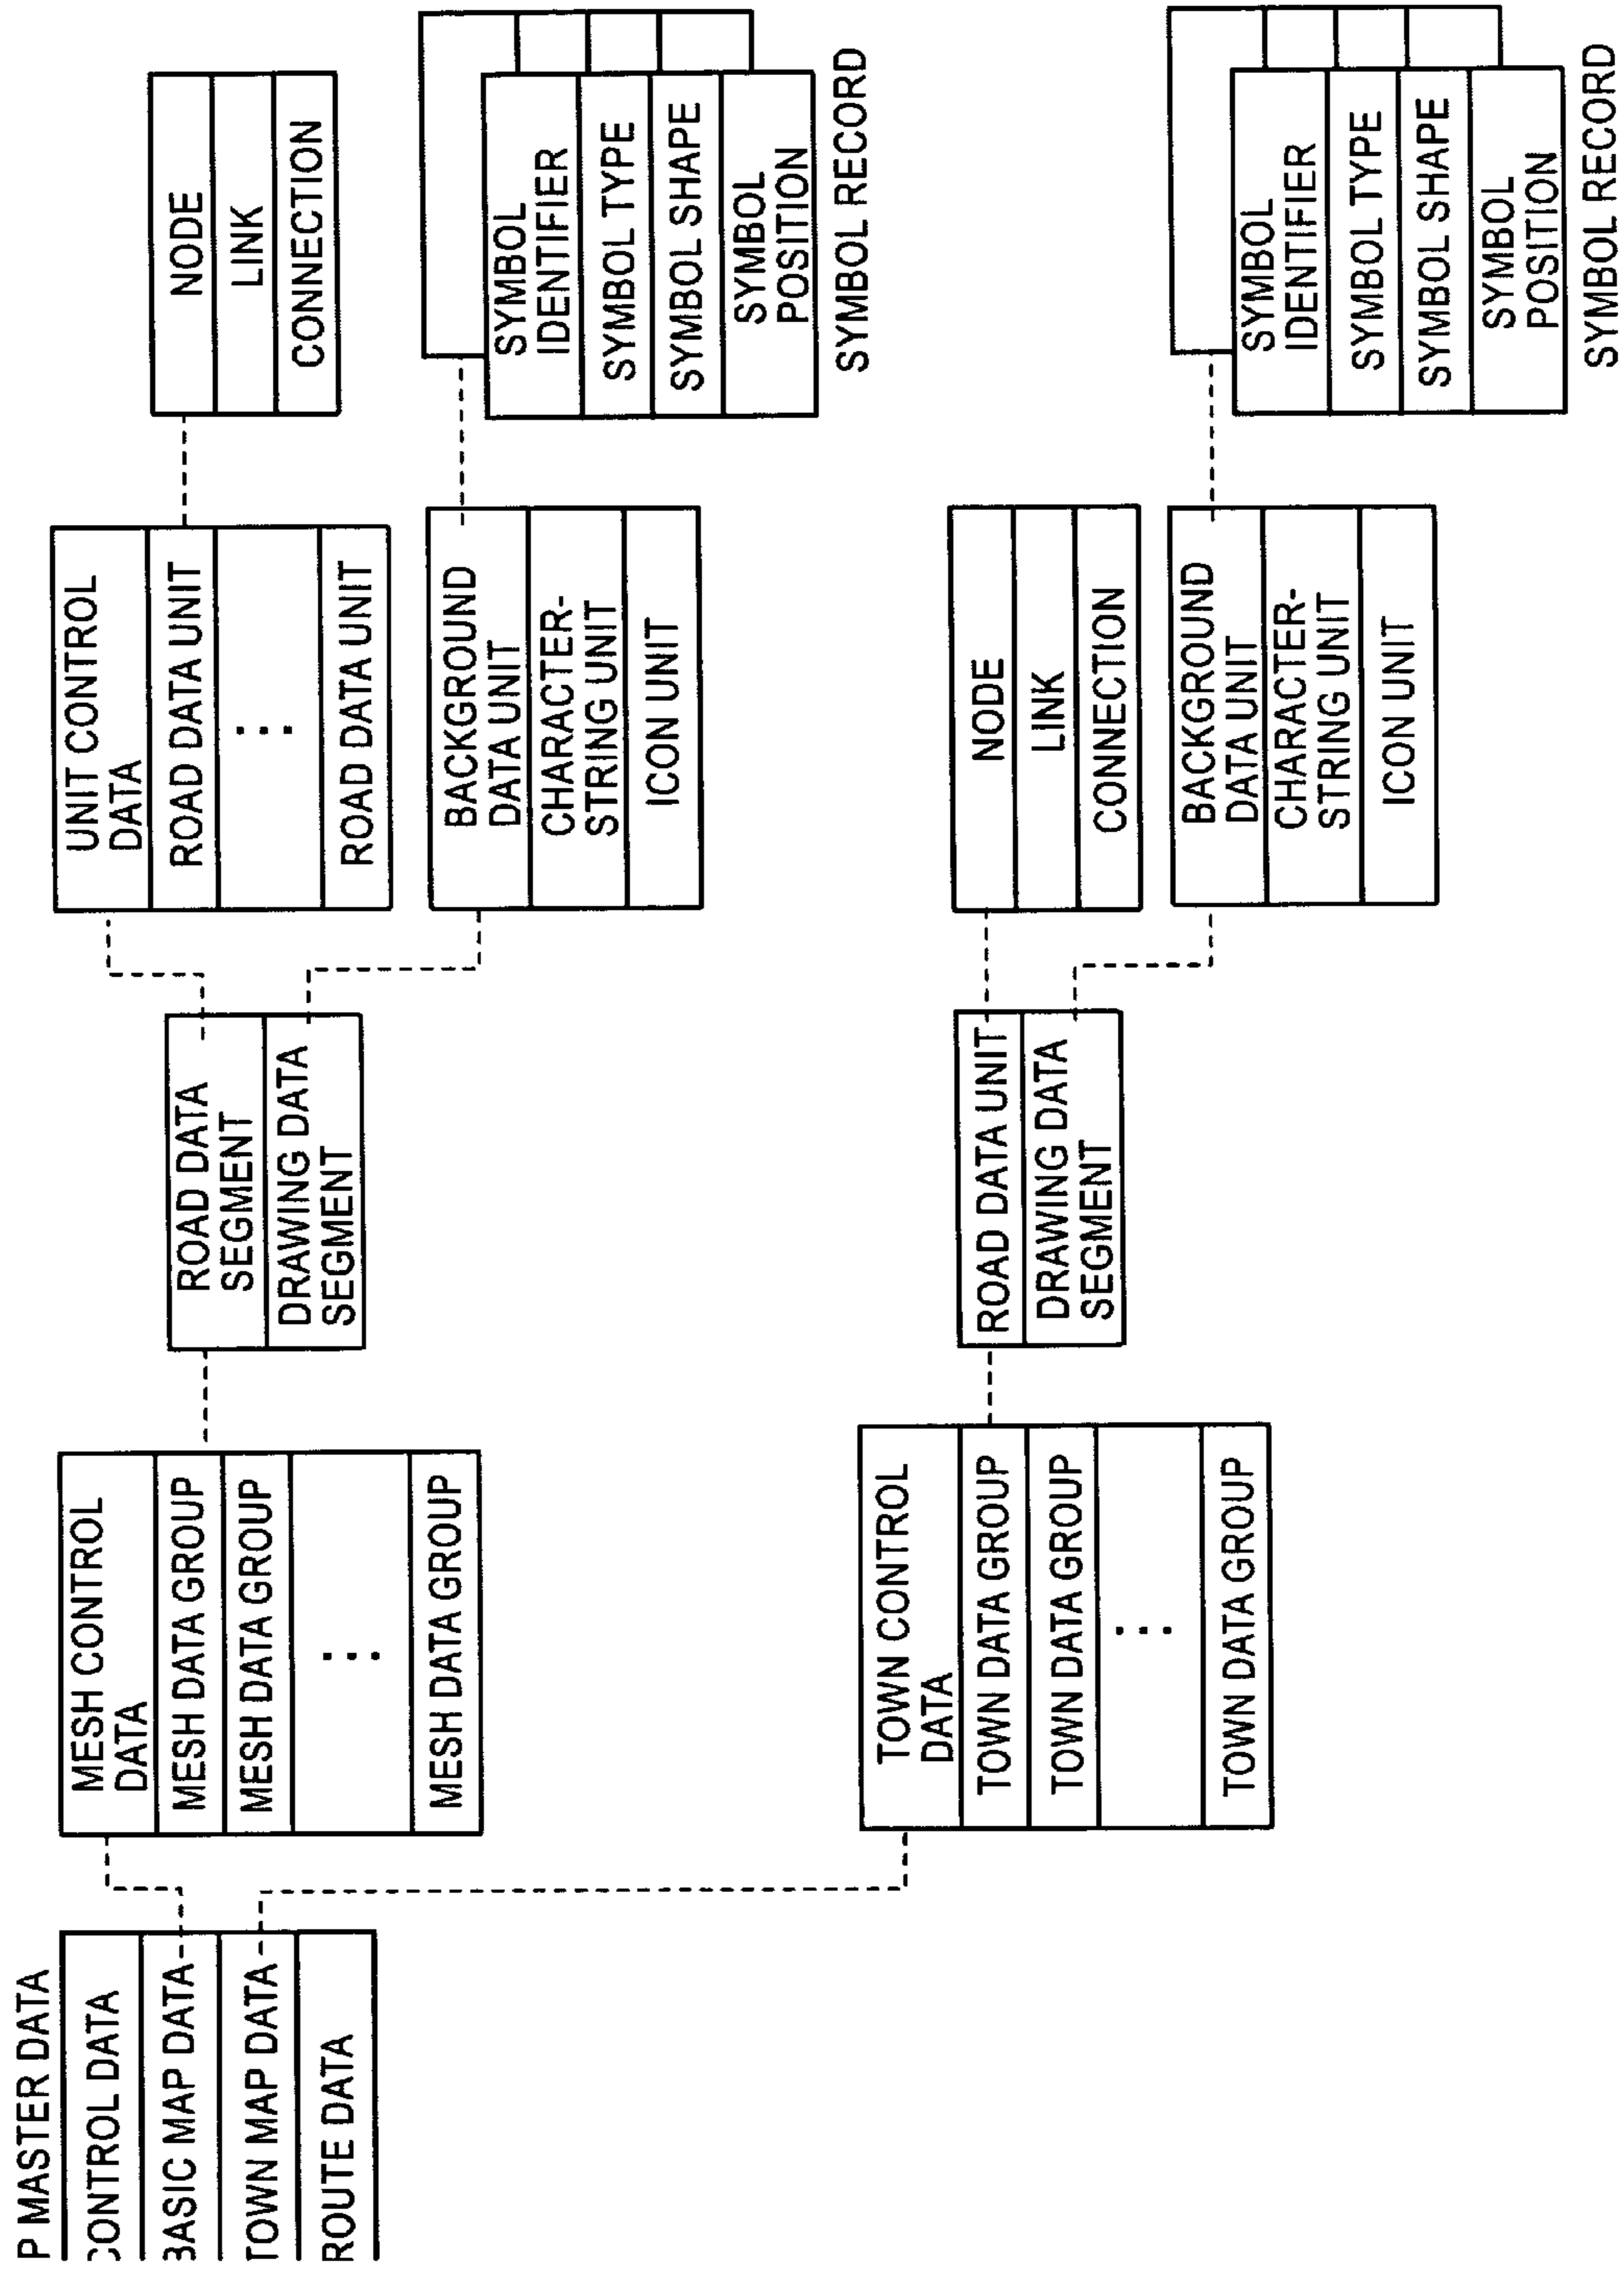 P MASTER DATA
CONTROL DATA
BASIC MAP DATA
TOWN MAP DATA
ROUTE DATA
MESH CONTROL
DATA
MESH DATA GROUP
MESH DATA GROUP
...
MESH DATA GROUP
ROAD DATA
SEGMENT
DRAWING DATA
SEGMENT
UNIT CONTROL
DATA
ROAD DATA UNIT
...
ROAD DATA UNIT
NODE
LINK
CONNECTION
BACKGROUND
DATA UNIT
CHARACTER-
STRING UNIT
ICON UNIT
SYMBOL
IDENTIFIER
SYMBOL TYPE
SYMBOL SHAPE
SYMBOL
POSITION
SYMBOL RECORD
TOWN CONTROL
DATA
TOWN DATA GROUP
TOWN DATA GROUP
...
TOWN DATA GROUP
ROAD DATA UNIT
DRAWING DATA
SEGMENT
NODE
LINK
CONNECTION
BACKGROUND
DATA UNIT
CHARACTER-
STRING UNIT
ICON UNIT
SYMBOL
IDENTIFIER
SYMBOL TYPE
SYMBOL SHAPE
SYMBOL
POSITION
SYMBOL RECORD